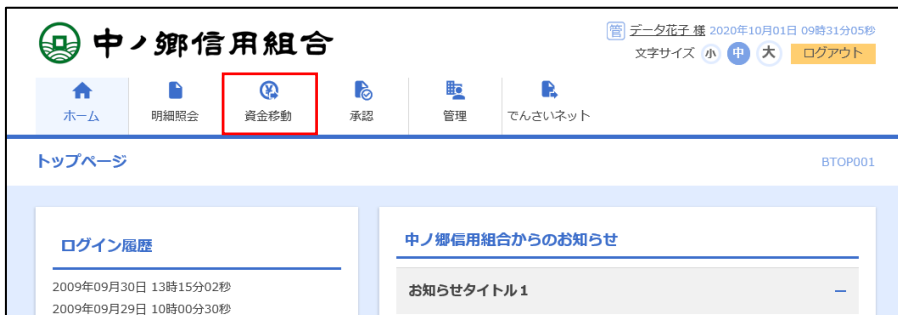 中ノ郷信用組合
管 データ花子 様 2020年10月01日 09時31分05秒
文字サイズ 小 中 大 ログアウト
ホーム 明細照会 資金移動 承認 管理 でんさいネット
トップページ BTOP001
ログイン履歴
2009年09月30日 13時15分02秒
2009年09月29日 10時00分30秒
中ノ郷信用組合からのお知らせ
お知らせタイトル1